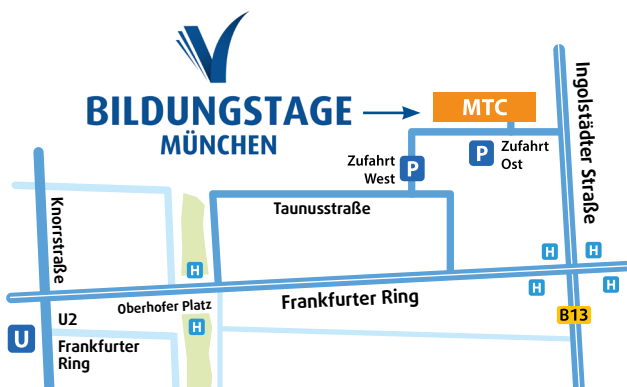 BILDUNGSTAGE
MÜNCHEN
MTC
Zufahrt
West
P
P
Zufahrt
Ost
Ingolstädter Straße
Knorrstraße
Taunusstraße
H
H
H
H
H
Oberhofer Platz
Frankfurter Ring
H
B13
U
U2
Frankfurter
Ring